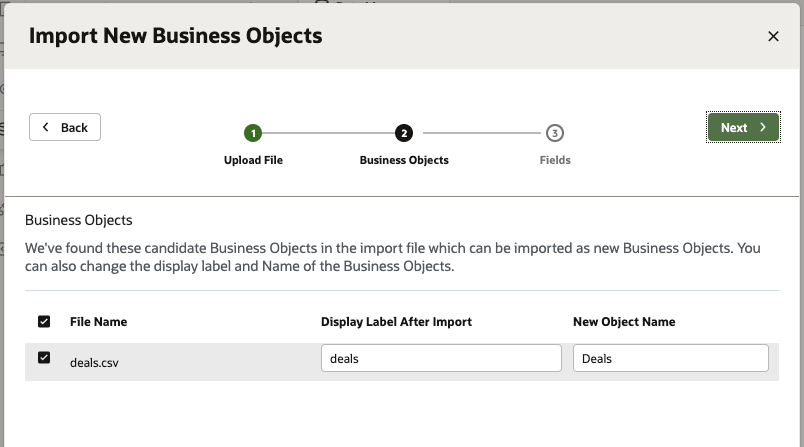 Import New Business Objects
Back
1
2
3
Next
Upload File
Business Objects
Fields
Business Objects
We've found these candidate Business Objects in the import file which can be imported as new Business Objects. You
can also change the display label and Name of the Business Objects.
File Name Display Label After Import New Object Name
deals.csv deals Deals